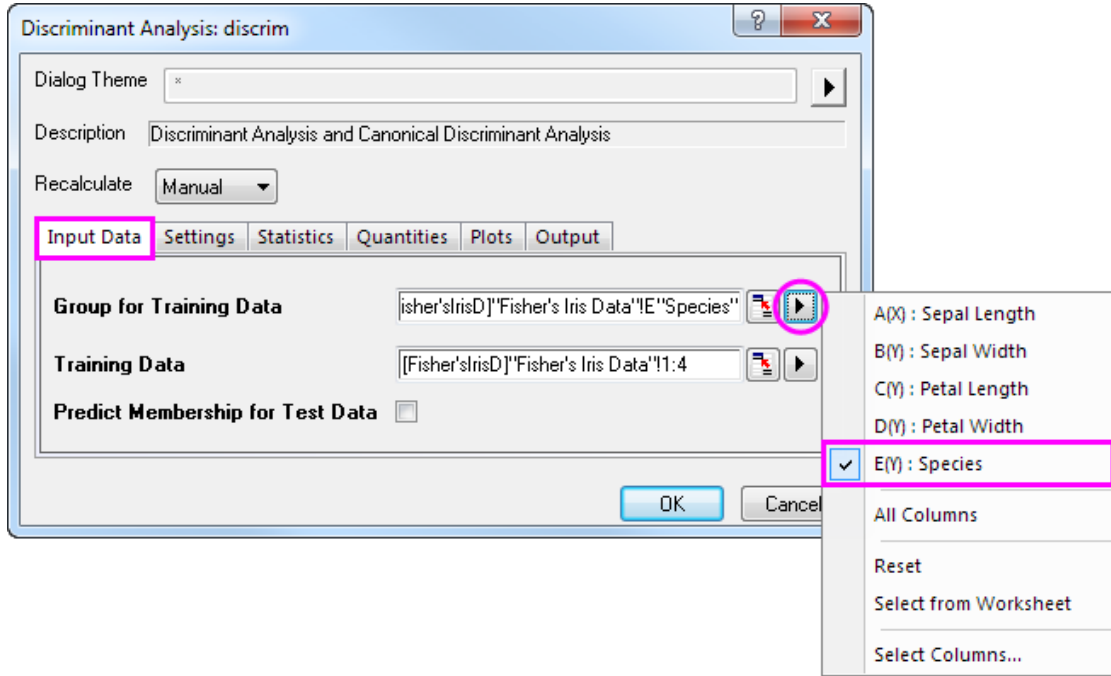 Discriminant Analysis: discrim
Dialog Theme *
Description Discriminant Analysis and Canonical Discriminant Analysis
Recalculate Manual
Input Data Settings Statistics Quantities Plots Output
Group for Training Data isher'sIrisD]"Fisher's Iris Data"!E"Species"
Training Data [Fisher'sIrisD]"Fisher's Iris Data"!1:4
Predict Membership for Test Data
OK Cancel
A(X) : Sepal Length
B(Y) : Sepal Width
C(Y) : Petal Length
D(Y) : Petal Width
E(Y) : Species
All Columns
Reset
Select from Worksheet
Select Columns...